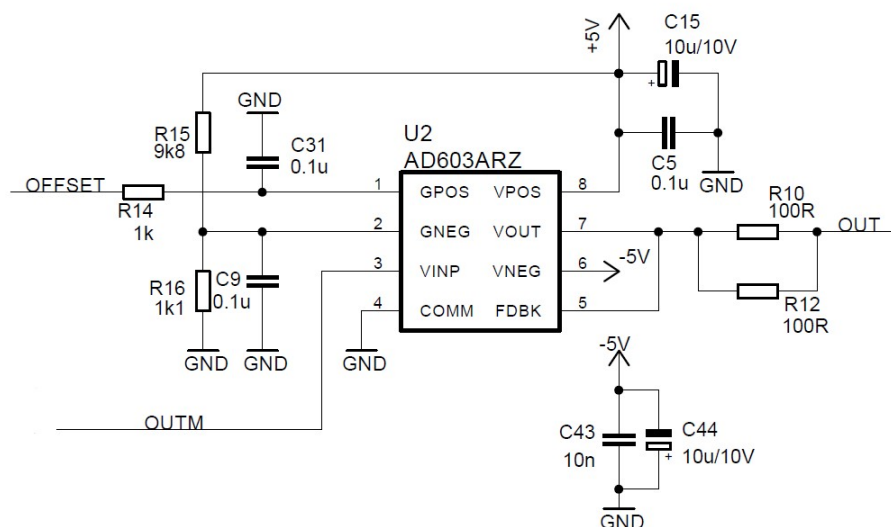 +5V
C15
10u/10V
+
GND
R15
9k8
C31
0.1u
U2
AD603ARZ
C5
0.1u
GND
OFFSET
R14
1k
1
GPOS
VPOS
8
R10
100R
OUT
2
GNEG
VOUT
7
-5V
3
VINP
VNEG
6
R16
1k1
C9
0.1u
4
COMM
FDBK
5
R12
100R
GND
GND
GND
-5V
OUTM
C43
10n
C44
10u/10V
+
GND